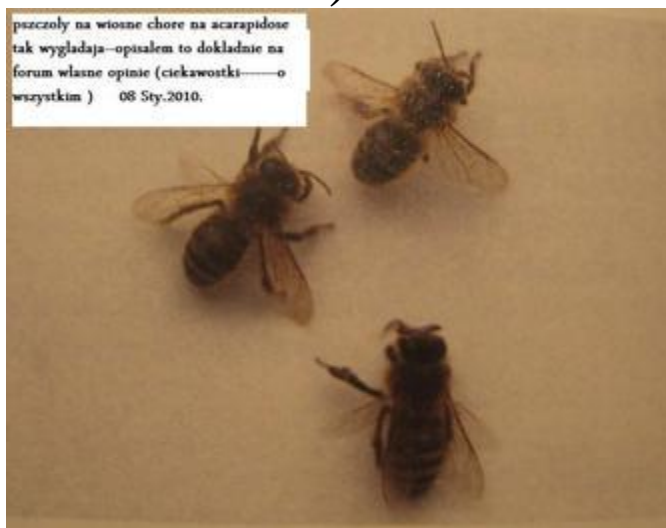 pszczoly na wiosne chore na acarapidose
tak wygladaja--opisalem to dokladnie na
forum wlasne opinie (ciekawostki-------o
wszystkim ) 08 Sty.2010.